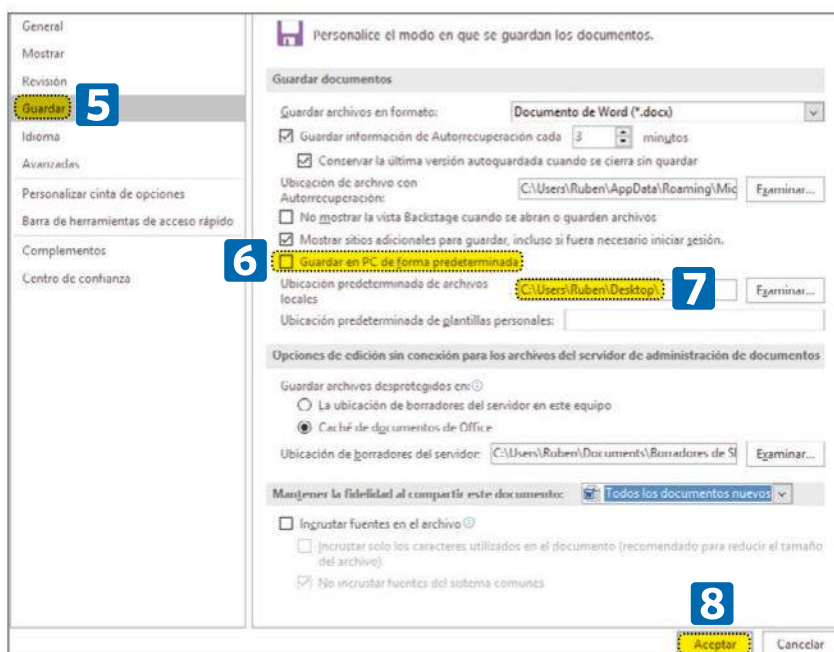 General
Mostrar
Revisión
Guardar
5
Idioma
Avanzadas
Personalizar cinta de opciones
Barra de herramientas de acceso rápido
Complementos
Centro de confianza
Personalice el modo en que se guardan los documentos.
Guardar documentos
Guardar archivos en formato: Documento de Word (*.docx)
Guardar información de Autorrecuperación cada 3 minutos
Conservar la última versión autoguardada cuando se cierra sin guardar
Ubicación de archivo con
Autorrecuperación: C:\Users\Ruben\AppData\Roaming\Mic Examinar...
No mostrar la vista Backstage cuando se abran o guarden archivos
Mostrar sitios adicionales para guardar, incluso si fuera necesario iniciar sesión.
6 Guardar en PC de forma predeterminada
Ubicación predeterminada de archivos
locales C:\Users\Ruben\Desktop\ 7 Examinar...
Ubicación predeterminada de plantillas personales:
Opciones de edición sin conexión para los archivos del servidor de administración de documentos
Guardar archivos desprotegidos en:
La ubicación de borradores del servidor en este equipo
Caché de documentos de Office
Ubicación de borradores del servidor: C:\Users\Ruben\Documents\Borradores de SI Examinar...
Mantener la fidelidad al compartir este documento: Todos los documentos nuevos
Incrustar fuentes en el archivo
Incrustar solo los caracteres utilizados en el documento (recomendado para reducir el tamaño
del archivo)
No incrustar fuentes del sistema comunes
8
Aceptar Cancelar